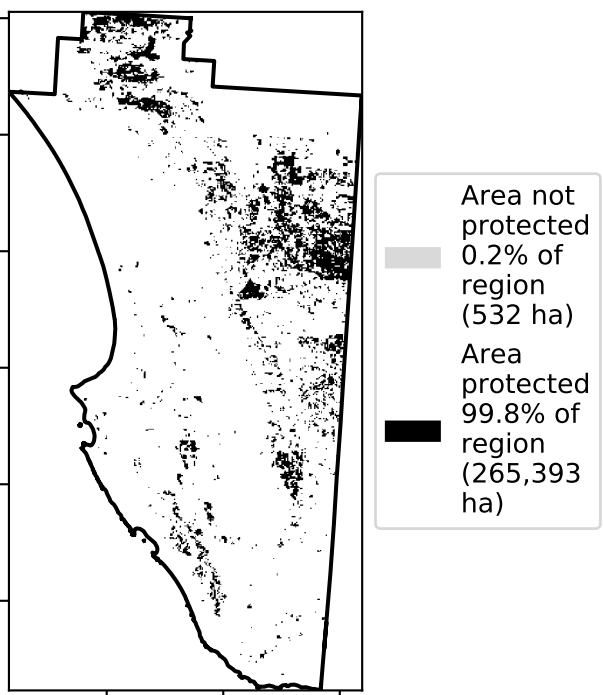 Area not
protected
0.2% of
region
(532 ha)
Area
protected
99.8% of
region
(265,393
ha)